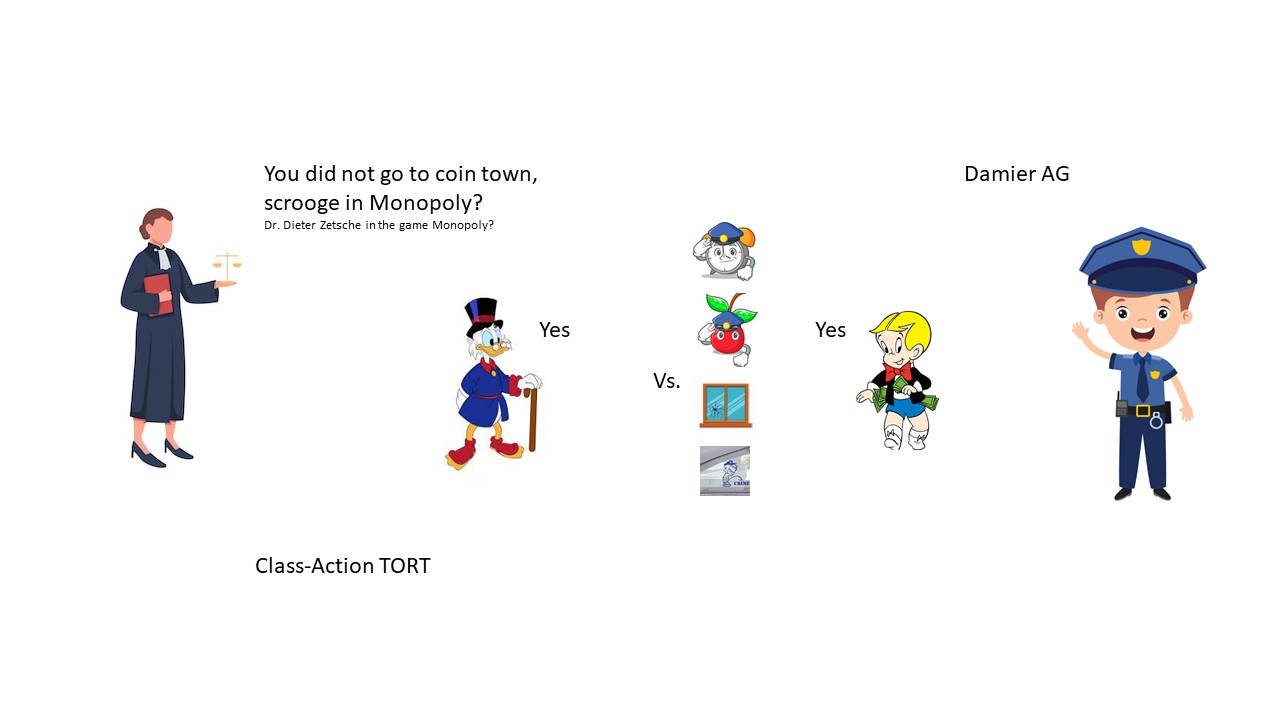 You did not go to coin town,
scrooge in Monopoly?
Dr. Dieter Zetsche in the game Monopoly?
Damier AG
Yes
Yes
Vs.
Class-Action TORT